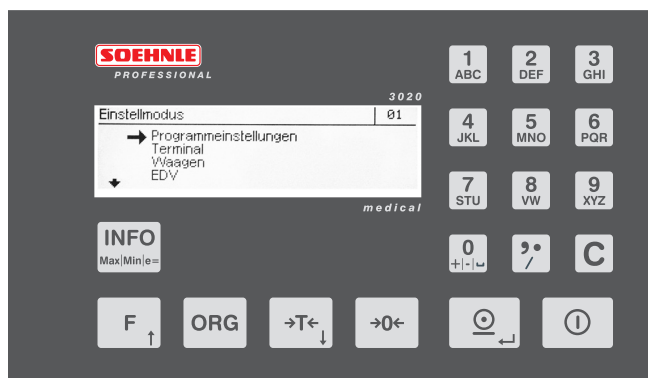 SOEHNLE
PROFESSIONAL
3020
Einstellmodus 01
Programmeinstellungen
Terminal
Waagen
EDV
medical
1 2 3
ABC DEF GHI
4 5 6
JKL MNO PQR
7 8 9
STU VW XYZ
INFO
Max|Min|e=
0 ,. C
+|-|⌴ /
F ↑ ORG →T← ↓ →0←